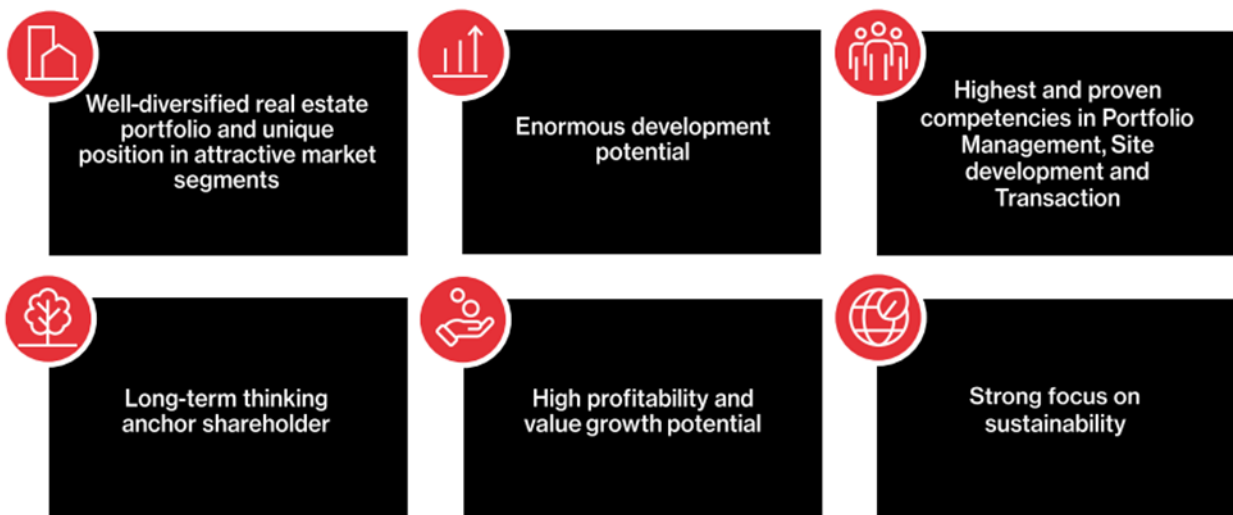 Well-diversified real estate
portfolio and unique
position in attractive market
segments
Enormous development
potential
Highest and proven
competencies in Portfolio
Management, Site
development and
Transaction
Long-term thinking
anchor shareholder
High profitability and
value growth potential
Strong focus on
sustainability